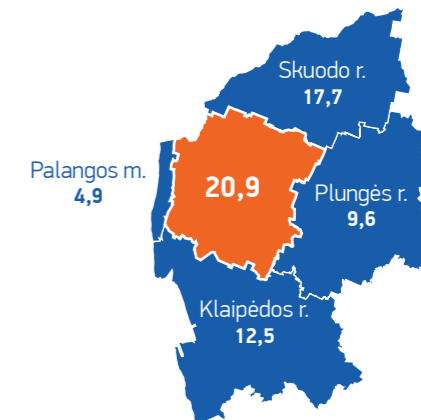 Skuodo r.
17,7
Palangos m.
4,9
20,9
Plungės r.
9,6
Klaipėdos r.
12,5